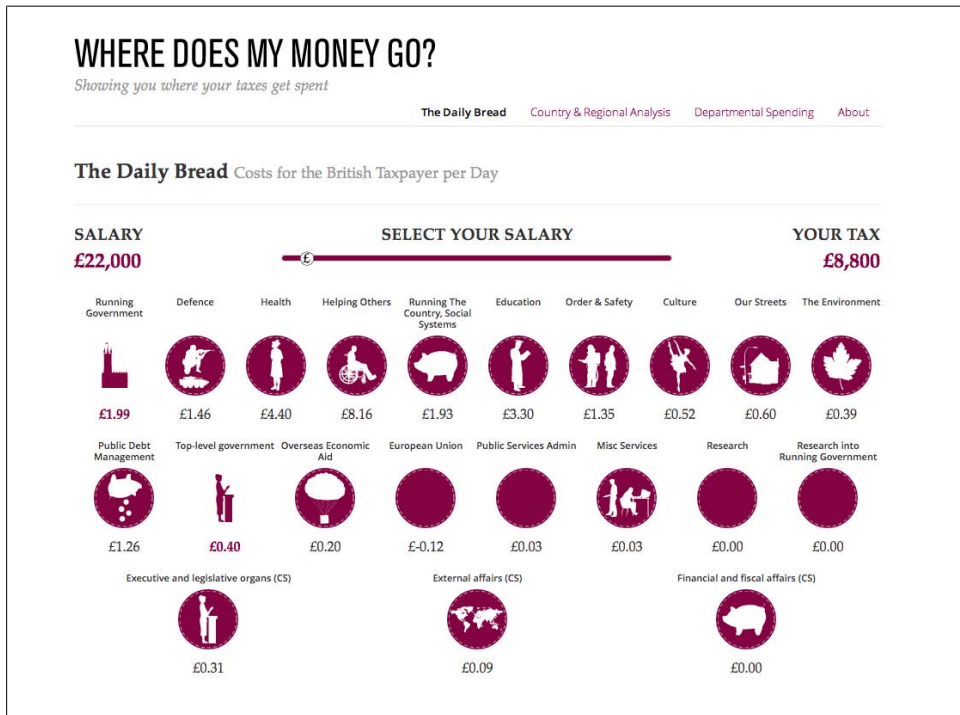 WHERE DOES MY MONEY GO?
Showing you where your taxes get spent
The Daily Bread Country & Regional Analysis Departmental Spending About
The Daily Bread Costs for the British Taxpayer per Day
SALARY SELECT YOUR SALARY YOUR TAX
£22,000 £ £8,800
Running Defence Health Helping Others Running The Education Order & Safety Culture Our Streets The Environment
Government Country, Social
Systems
£1.99 £1.46 £4.40 £8.16 £1.93 £3.30 £1.35 £0.52 £0.60 £0.39
Public Debt Top-level government Overseas Economic European Union Public Services Admin Misc Services Research Research into
Management Aid Running Government
£1.26 £0.40 £0.20 £-0.12 £0.03 £0.03 £0.00 £0.00
Executive and legislative organs (CS) External affairs (CS) Financial and fiscal affairs (CS)
£0.31 £0.09 £0.00